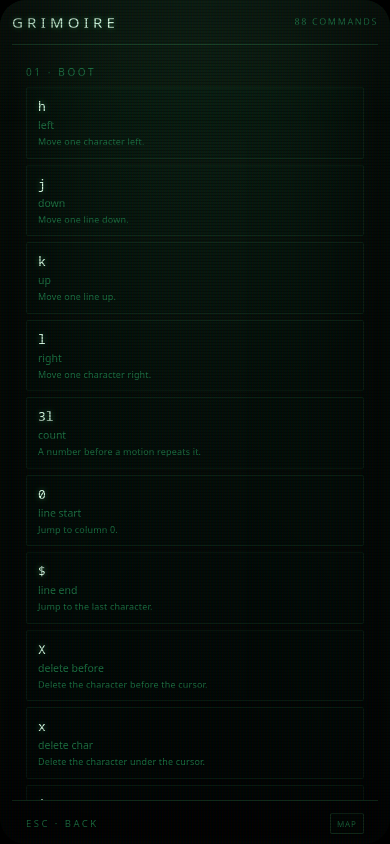 GRIMOIRE
88 COMMANDS
01 · BOOT
h
left
Move one character left.
j
down
Move one line down.
k
up
Move one line up.
l
right
Move one character right.
3l
count
A number before a motion repeats it.
0
line start
Jump to column 0.
$
line end
Jump to the last character.
X
delete before
Delete the character before the cursor.
x
delete char
Delete the character under the cursor.
ESC · BACK
MAP